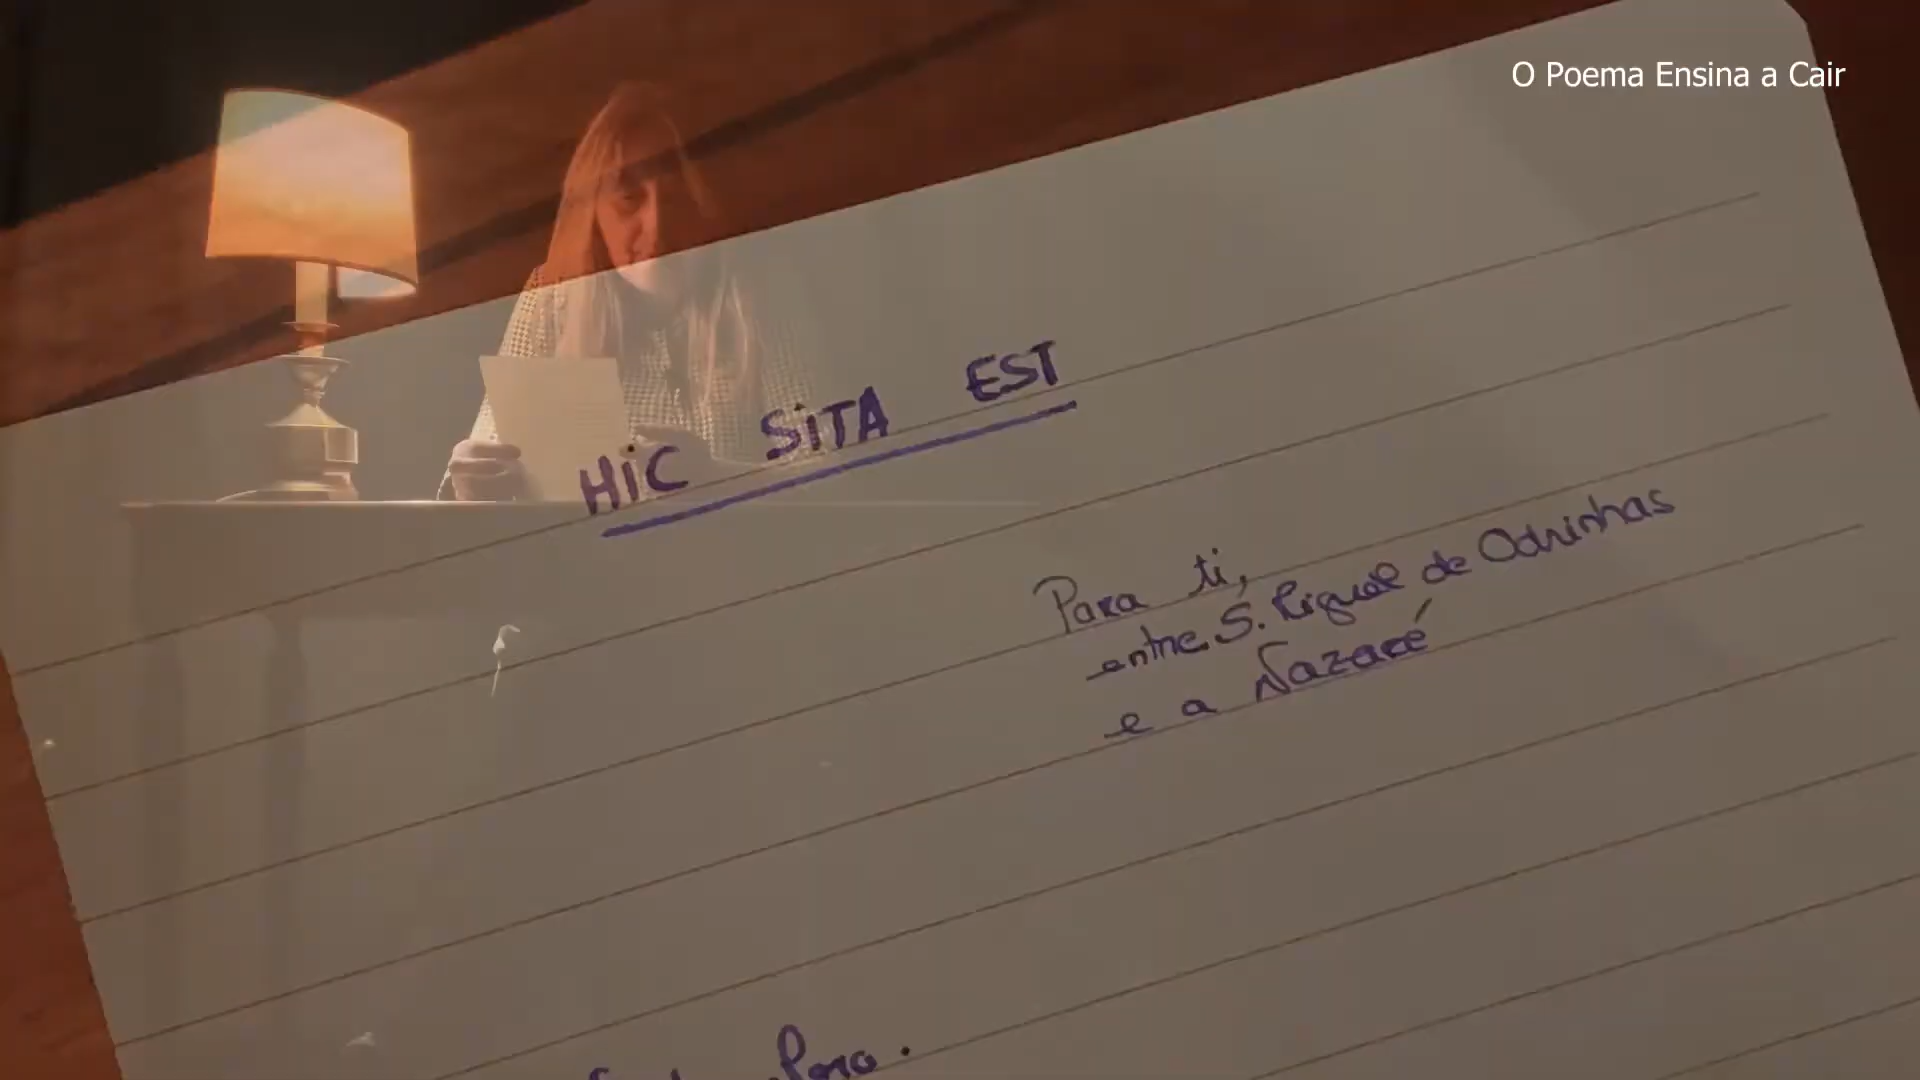 O Poema Ensina a Cair
HIC SITA EST
Para ti,
entre S. Miguel de Odrinhas
e a Nazaré